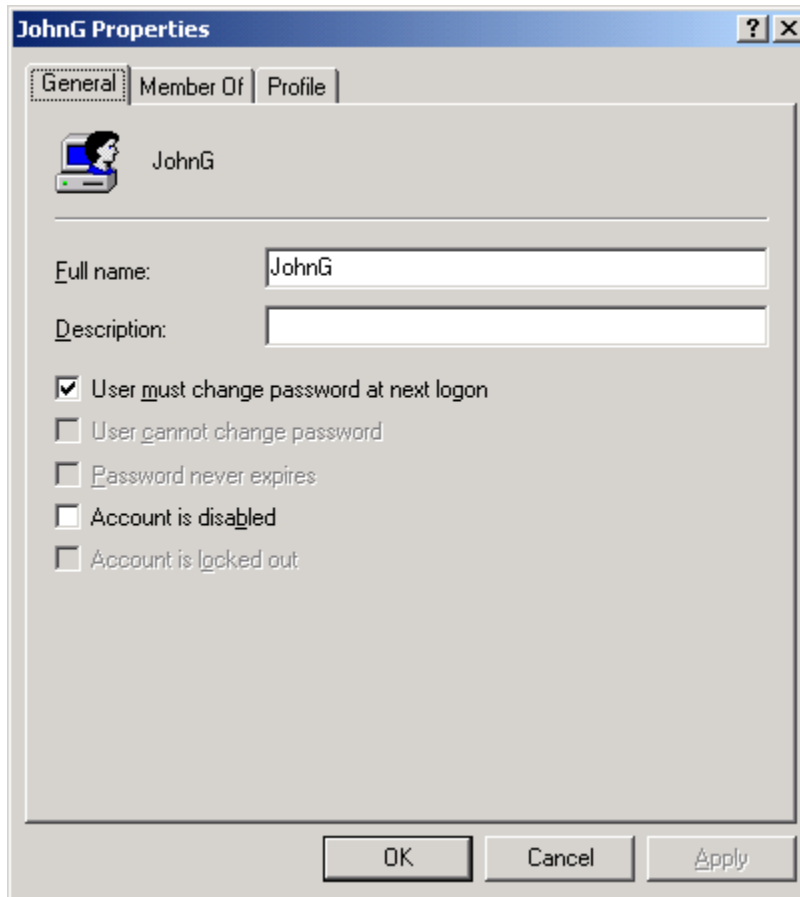 JohnG Properties
General Member Of Profile
JohnG
Full name: JohnG
Description:
User must change password at next logon
User cannot change password
Password never expires
Account is disabled
Account is locked out
OK Cancel Apply